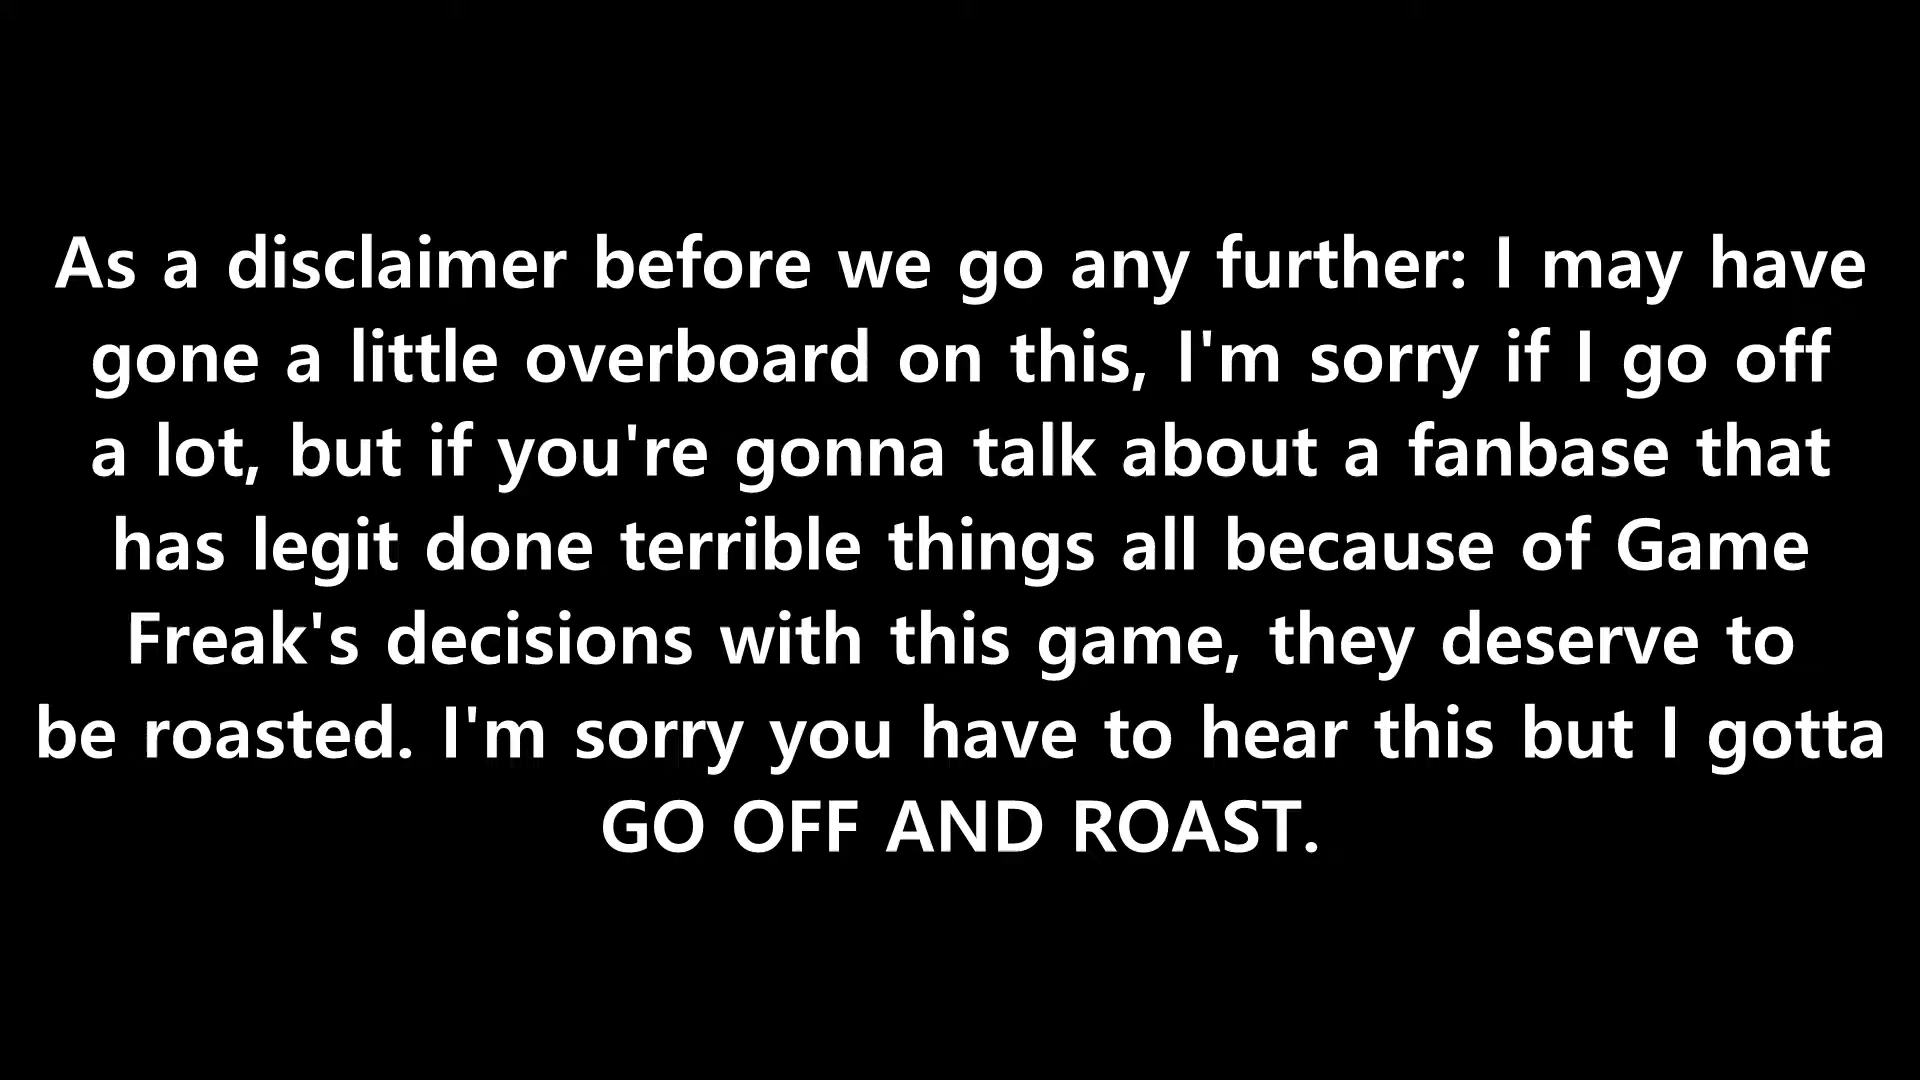 As a disclaimer before we go any further: I may have
gone a little overboard on this, I'm sorry if I go off
a lot, but if you're gonna talk about a fanbase that
has legit done terrible things all because of Game
Freak's decisions with this game, they deserve to
be roasted. I'm sorry you have to hear this but I gotta
GO OFF AND ROAST.